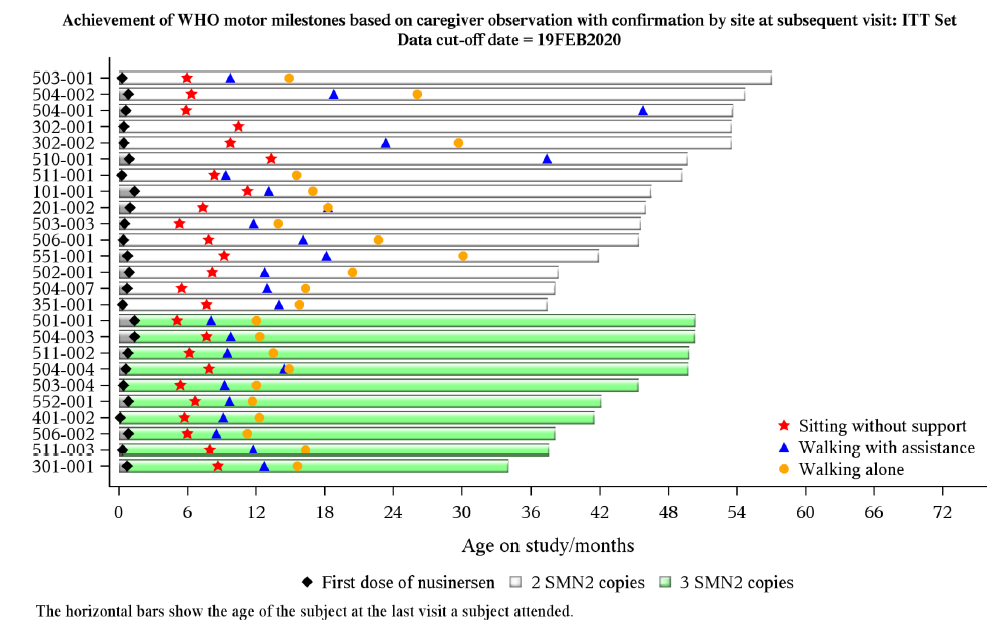 Achievement of WHO motor milestones based on caregiver observation with confirmation by site at subsequent visit: ITT Set
Data cut-off date = 19FEB2020
503-001
504-002
504-001
302-001
302-002
510-001
511-001
101-001
201-002
503-003
506-001
551-001
502-001
504-007
351-001
501-001
504-003
511-002
504-004
503-004
552-001
401-002
506-002
511-003
301-001
Sitting without support
Walking with assistance
Walking alone
0 6 12 18 24 30 36 42 48 54 60 66 72
Age on study/months
First dose of nusinersen 2 SMN2 copies 3 SMN2 copies
The horizontal bars show the age of the subject at the last visit a subject attended.